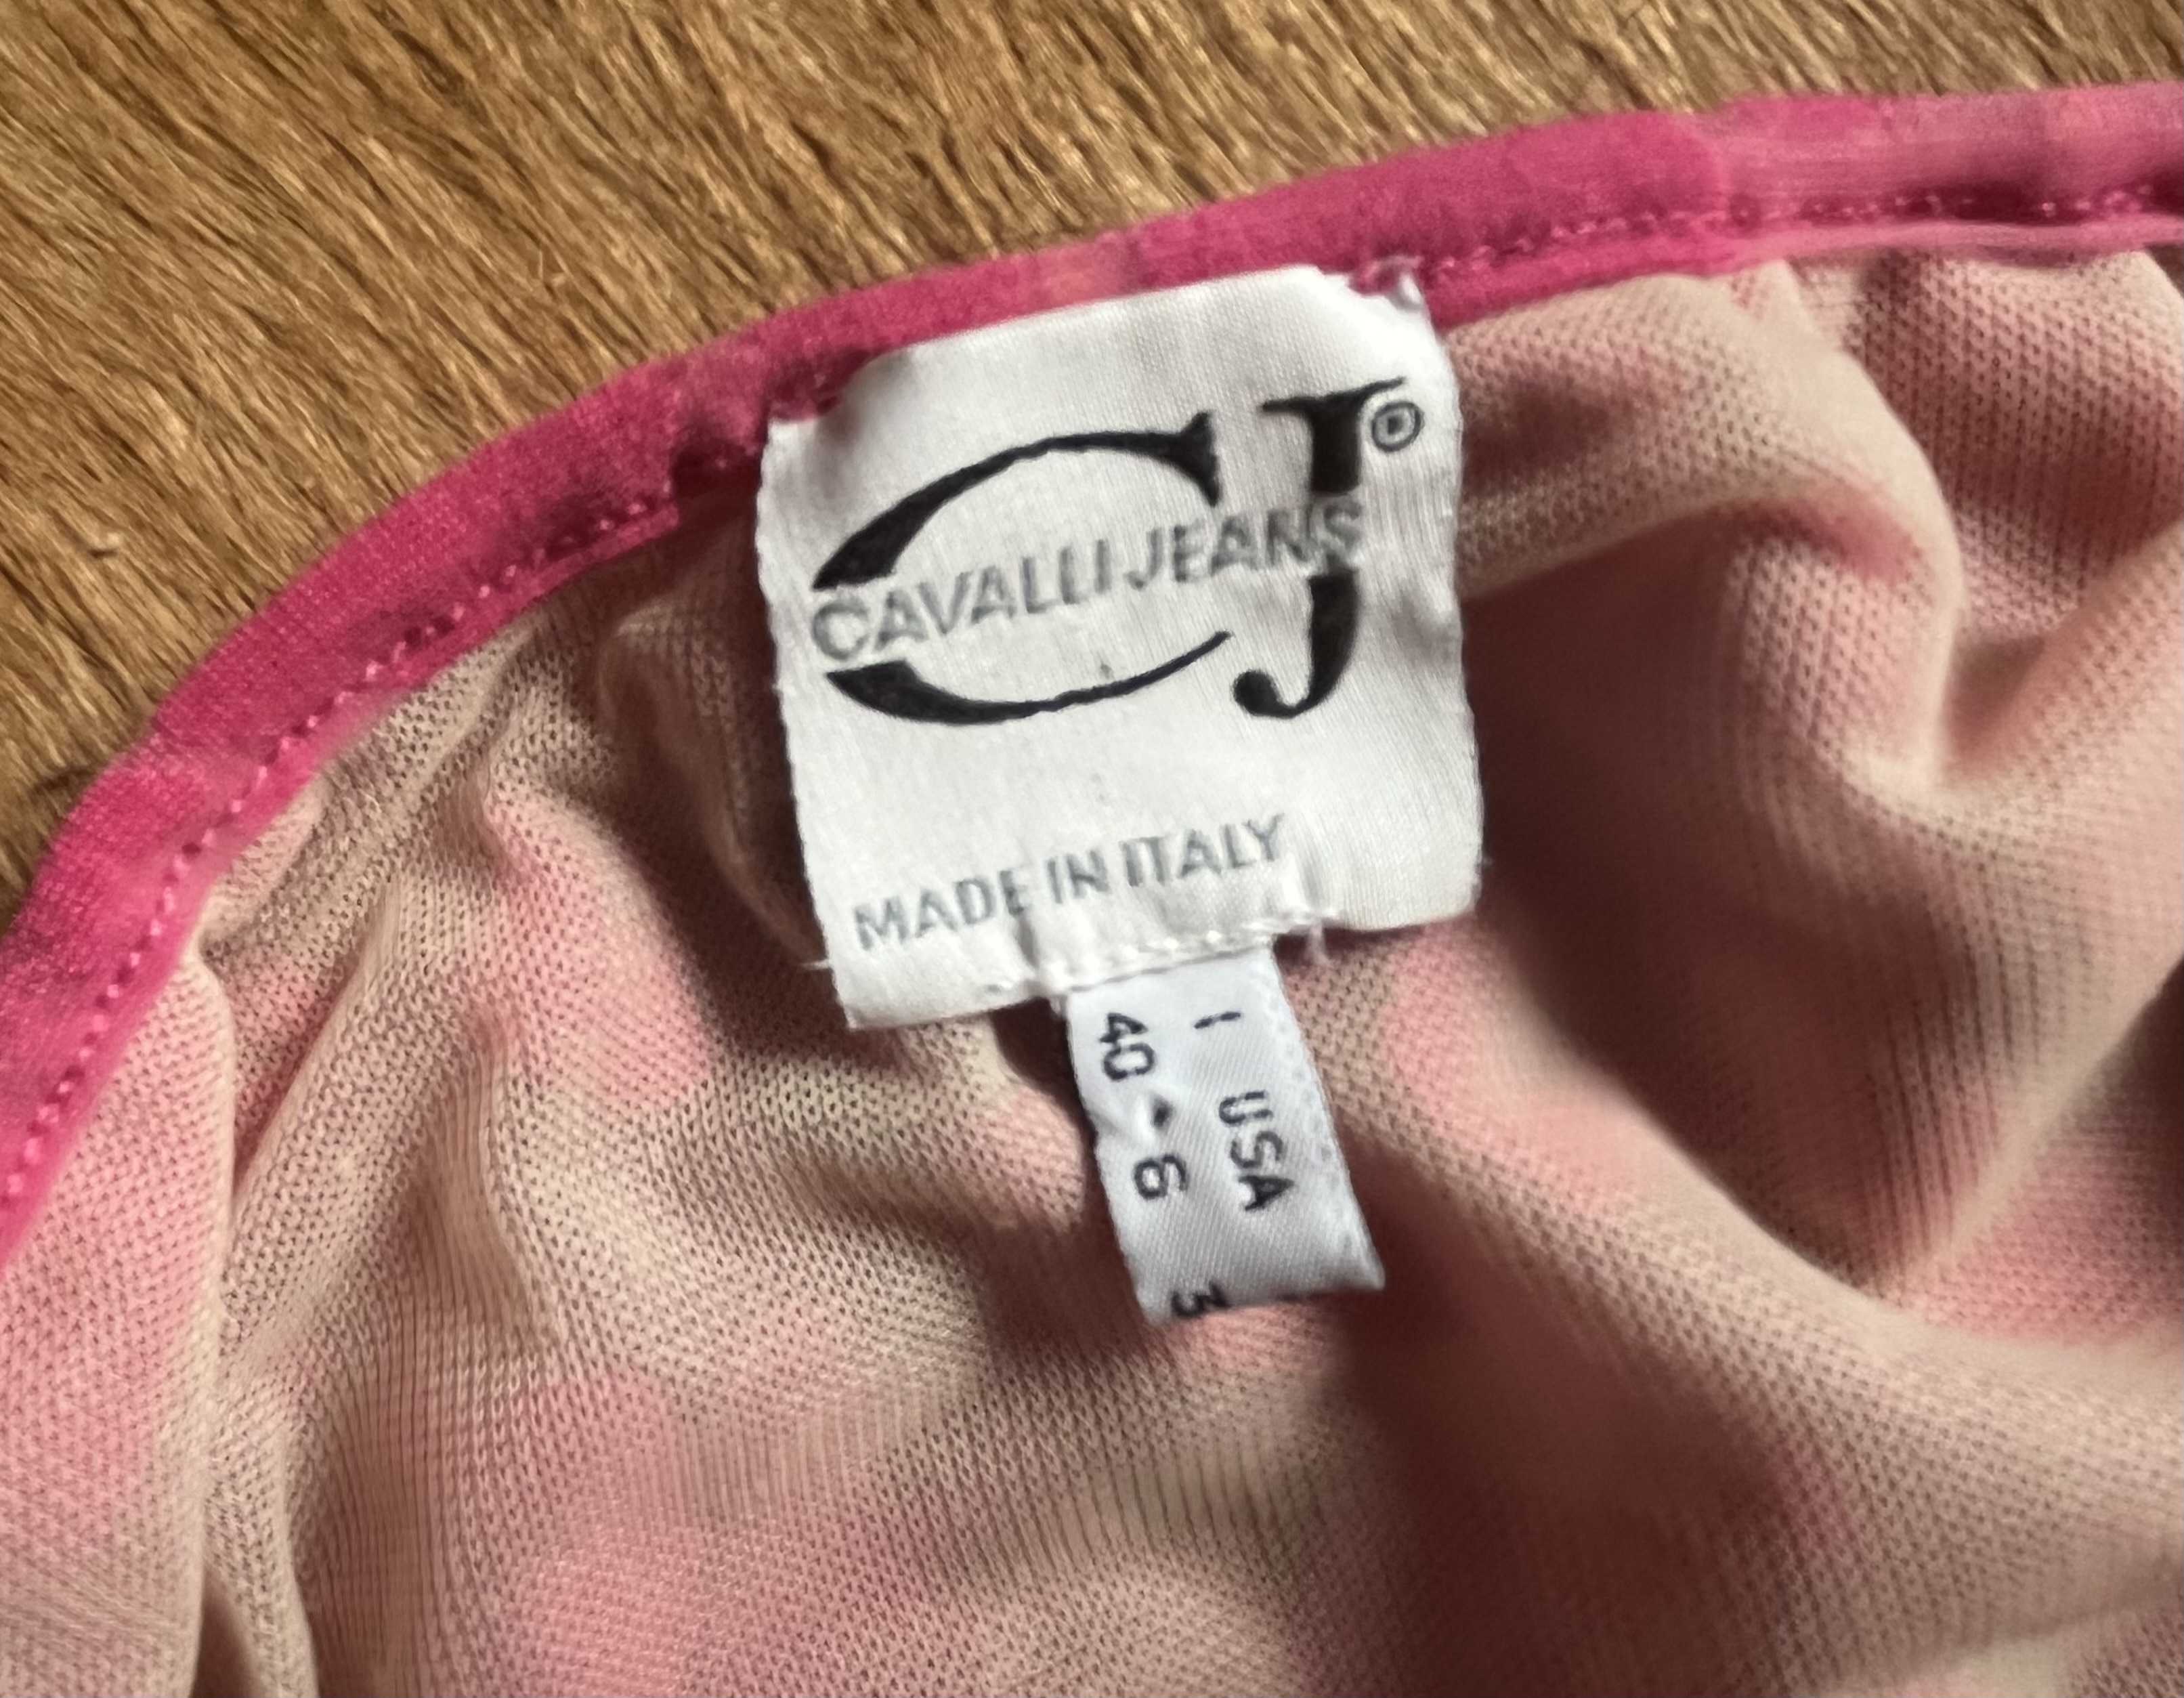 CJ®
CAVALLI JEANS
MADE IN ITALY
I USA
40 6